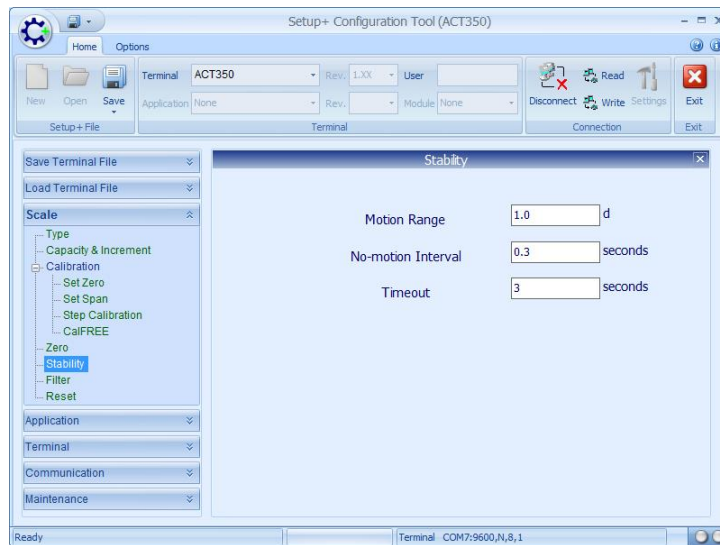 Setup+ Configuration Tool (ACT350)
Home Options
New Open Save
Setup+File
Terminal ACT350 Rev. 1.XX User
Application None Rev. Module None
Terminal
Disconnect Read Write Settings
Connection
Exit
Exit
Save Terminal File
Load Terminal File
Scale
Type
Capacity & Increment
Calibration
Set Zero
Set Span
Step Calibration
CalFREE
Zero
Stability
Filter
Reset
Application
Terminal
Communication
Maintenance
Stability
Motion Range 1.0 d
No-motion Interval 0.3 seconds
Timeout 3 seconds
Ready Terminal COM7:9600,N,8,1